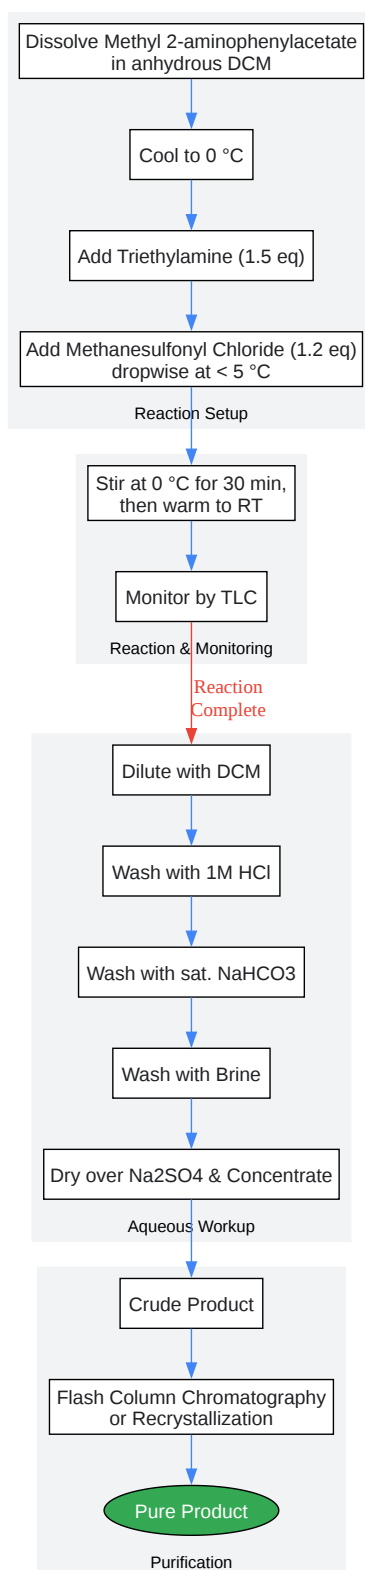 Dissolve Methyl 2-aminophenylacetate
in anhydrous DCM
Cool to 0 °C
Add Triethylamine (1.5 eq)
Add Methanesulfonyl Chloride (1.2 eq)
dropwise at < 5 °C
Reaction Setup
Stir at 0 °C for 30 min,
then warm to RT
Monitor by TLC
Reaction & Monitoring
Reaction
Complete
Dilute with DCM
Wash with 1M HCl
Wash with sat. NaHCO3
Wash with Brine
Dry over Na2SO4 & Concentrate
Aqueous Workup
Crude Product
Flash Column Chromatography
or Recrystallization
Pure Product
Purification